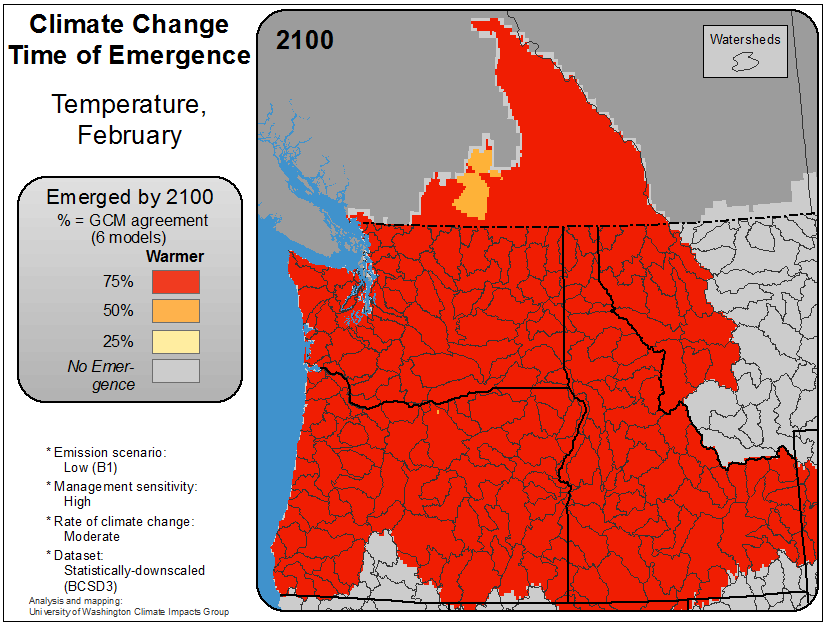 Climate Change
Time of Emergence
Temperature,
February
Emerged by 2100
% = GCM agreement
(6 models)
Warmer
75%
50%
25%
No Emer-
gence
* Emission scenario:
Low (B1)
* Management sensitivity:
High
* Rate of climate change:
Moderate
* Dataset:
Statistically-downscaled
(BCSD3)
Analysis and mapping:
University of Washington Climate Impacts Group
2100
Watersheds